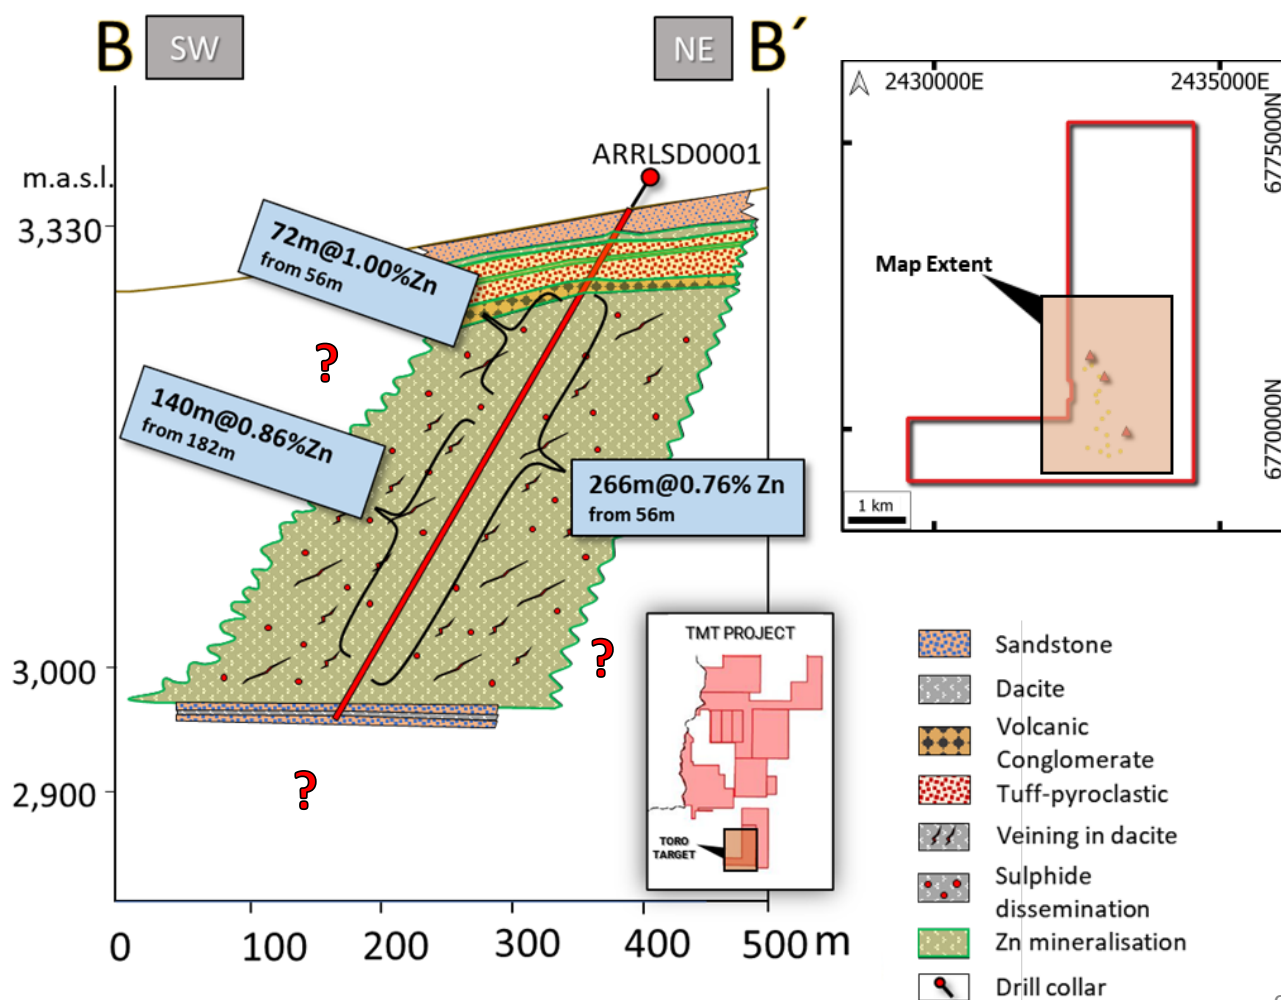 B SW NE B´
ARRLSD0001
m.a.s.l.
3,330
72m@1.00%Zn
from 56m
?
140m@0.86%Zn
from 182m
266m@0.76% Zn
from 56m
?
3,000
?
2,900
0 100 200 300 400 500 m
TMT PROJECT
TORO
TARGET
2430000E 2435000E
6775000N
Map Extent
6770000N
1 km
Sandstone
Dacite
Volcanic
Conglomerate
Tuff-pyroclastic
Veining in dacite
Sulphide
dissemination
Zn mineralisation
Drill collar